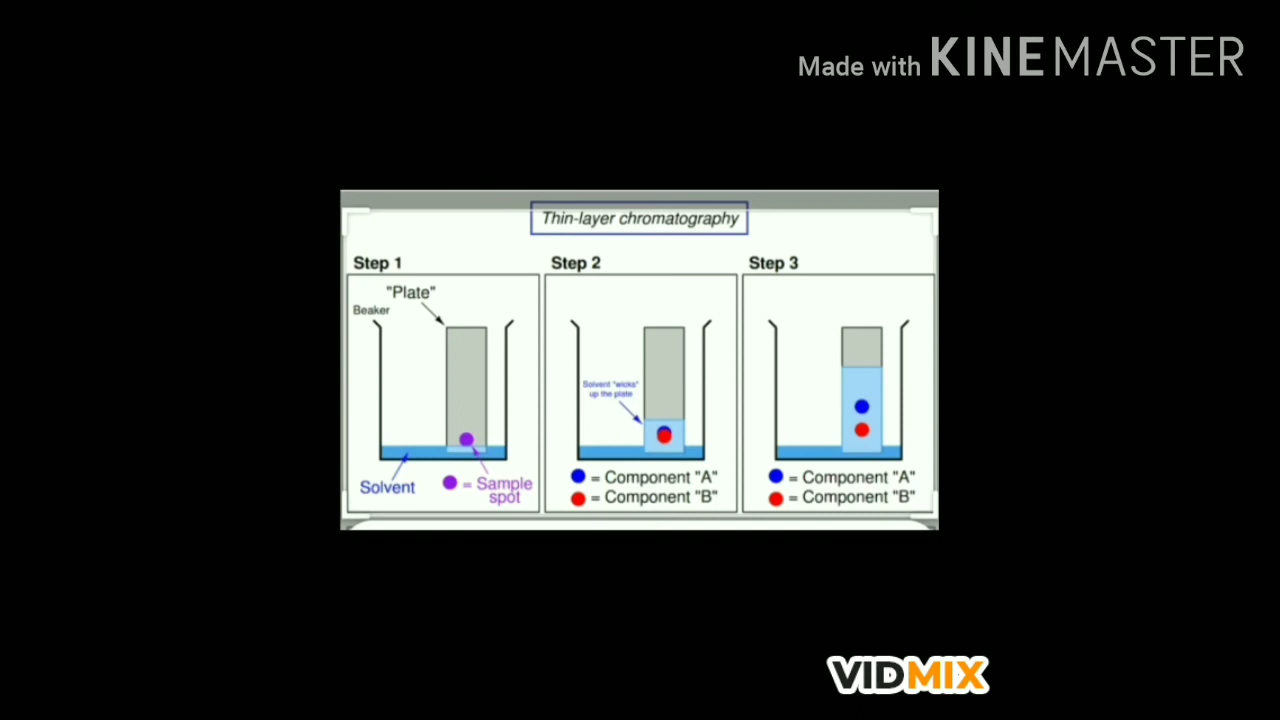 Made with KINEMASTER
Thin-layer chromatography
Step 1
"Plate"
Beaker
Solvent
= Sample
spot
Step 2
Solvent "wicks"
up the plate
= Component "A"
= Component "B"
Step 3
= Component "A"
= Component "B"
VIDMIX